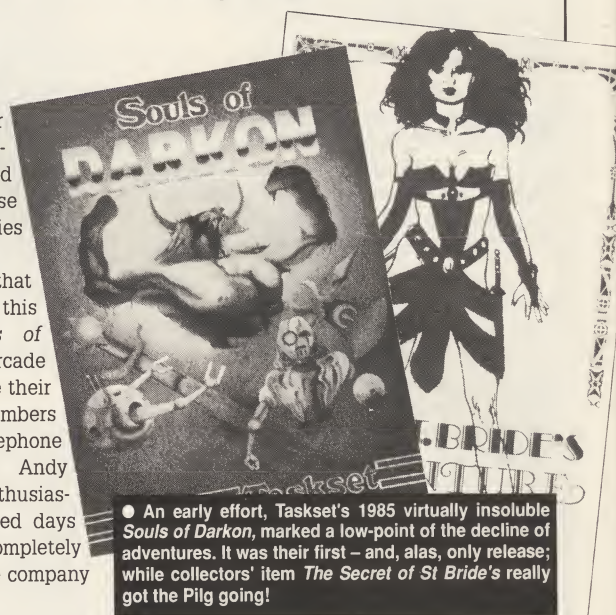 that
this
s of
rcade
e their
mbers
ephone
Andy
thusias-
ed days
ompletely
e company
Souls of
DARKON
Taskset
T.BRIDE'S
● An early effort, Taskset's 1985 virtually insoluble
Souls of Darkon, marked a low-point of the decline of
adventures. It was their first – and, alas, only release;
while collectors' item The Secret of St Bride's really
got the Pilg going!